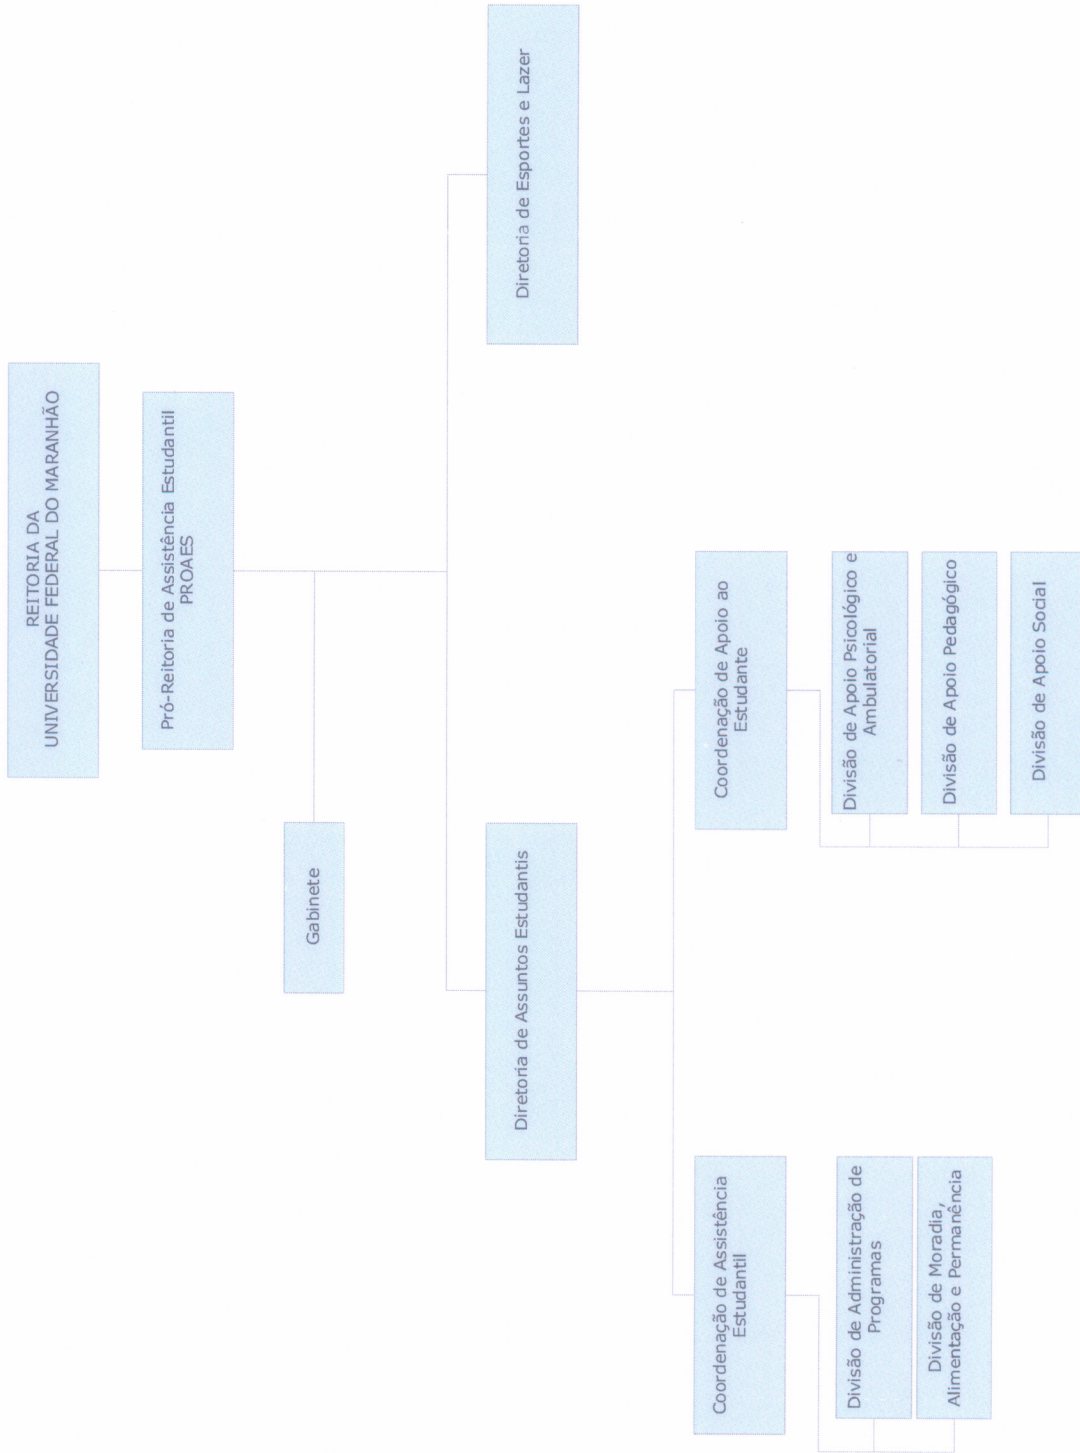 REITORIA DA
UNIVERSIDADE FEDERAL DO MARANHÃO
Pró-Reitoria de Assistência Estudantil
PROAES
Gabinete
Diretoria de Assuntos Estudantis
Diretoria de Esportes e Lazer
Coordenação de Assistência
Estudantil
Divisão de Administração de
Programas
Divisão de Moradia,
Alimentação e Permanência
Coordenação de Apoio ao
Estudante
Divisão de Apoio Psicológico e
Ambulatorial
Divisão de Apoio Pedagógico
Divisão de Apoio Social